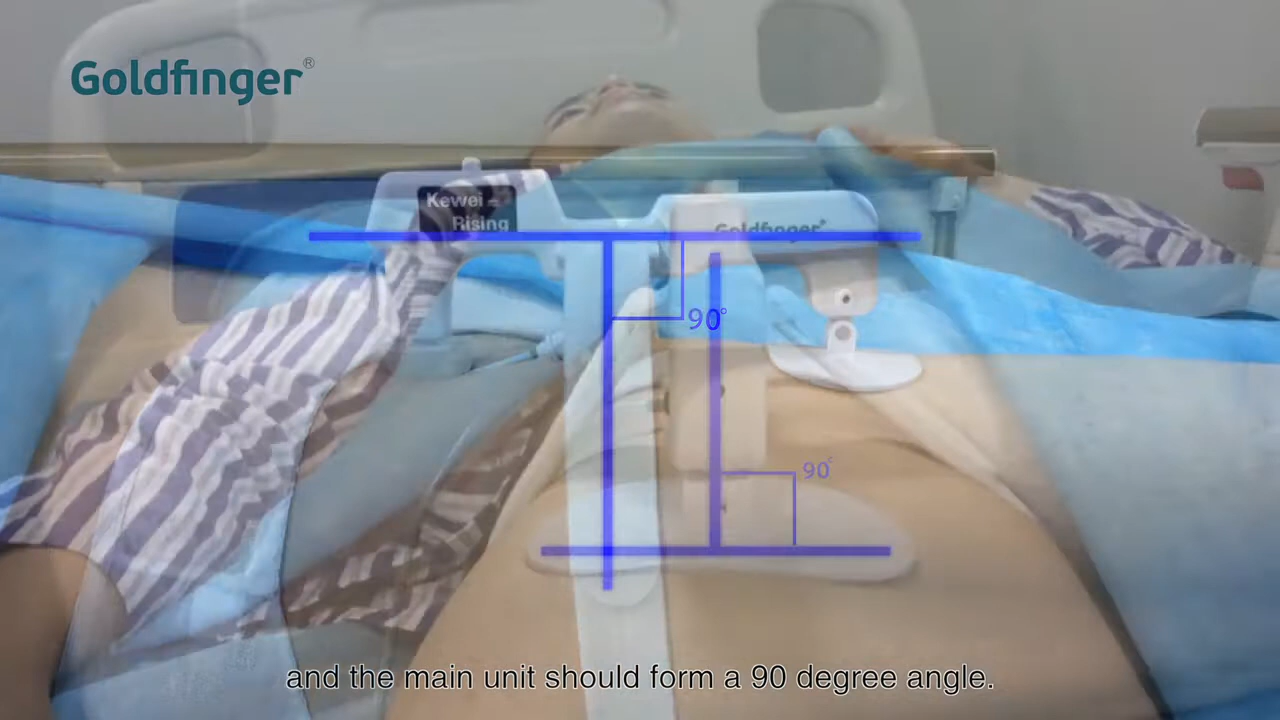 Goldfinger®
Kewei-
Rising
Goldfinger®
90°
90°
and the main unit should form a 90 degree angle.